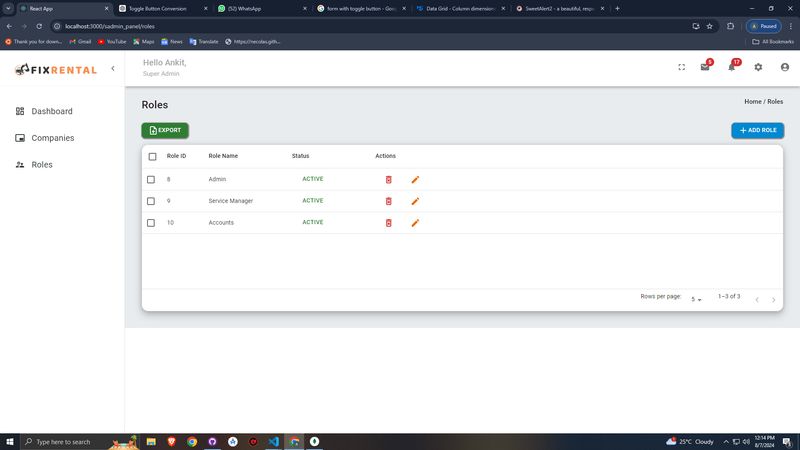 React App
Toggle Button Conversion
(52) WhatsApp
form with toggle button - Goo
Data Grid - Column dimension
SweetAlert2 - a beautiful, respo
localhost:3000/sadmin_panel/roles
A Paused
Thank you for down...
Gmail
YouTube
Maps
News
Translate
https://necolas.gith...
All Bookmarks
FIXRENTAL
Hello Ankit,
Super Admin
5
17
Dashboard
Companies
Roles
Roles
Home / Roles
EXPORT
ADD ROLE
Role ID Role Name Status Actions
8 Admin ACTIVE
9 Service Manager ACTIVE
10 Accounts ACTIVE
Rows per page: 5 1–3 of 3
Type here to search
25°C Cloudy
12:14 PM
8/7/2024